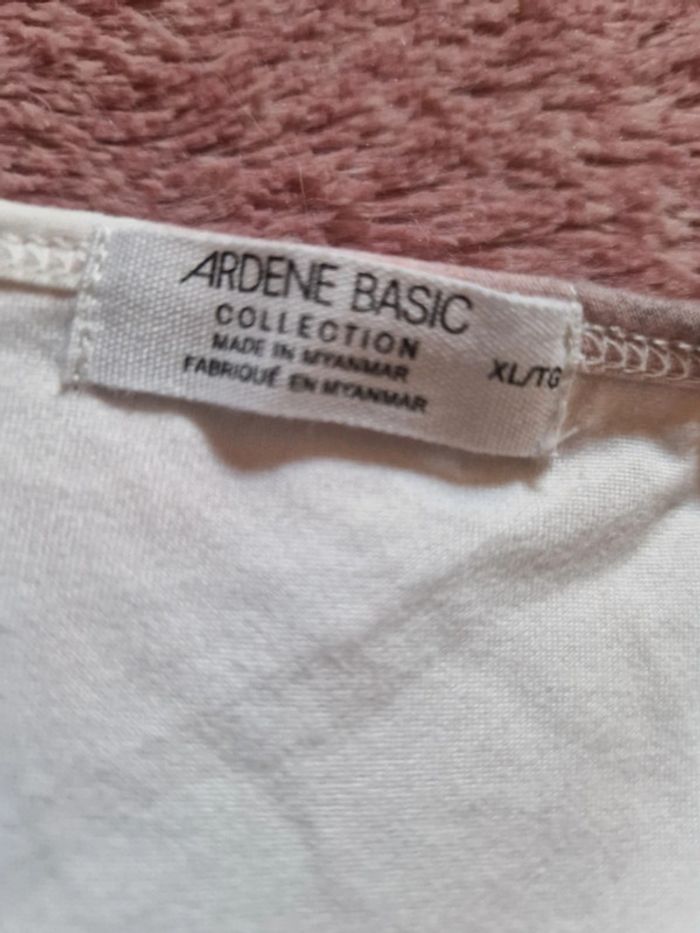 ARDENE BASIC
COLLECTION
MADE IN MYANMAR
FABRIQUÉ EN MYANMAR
XL/TG